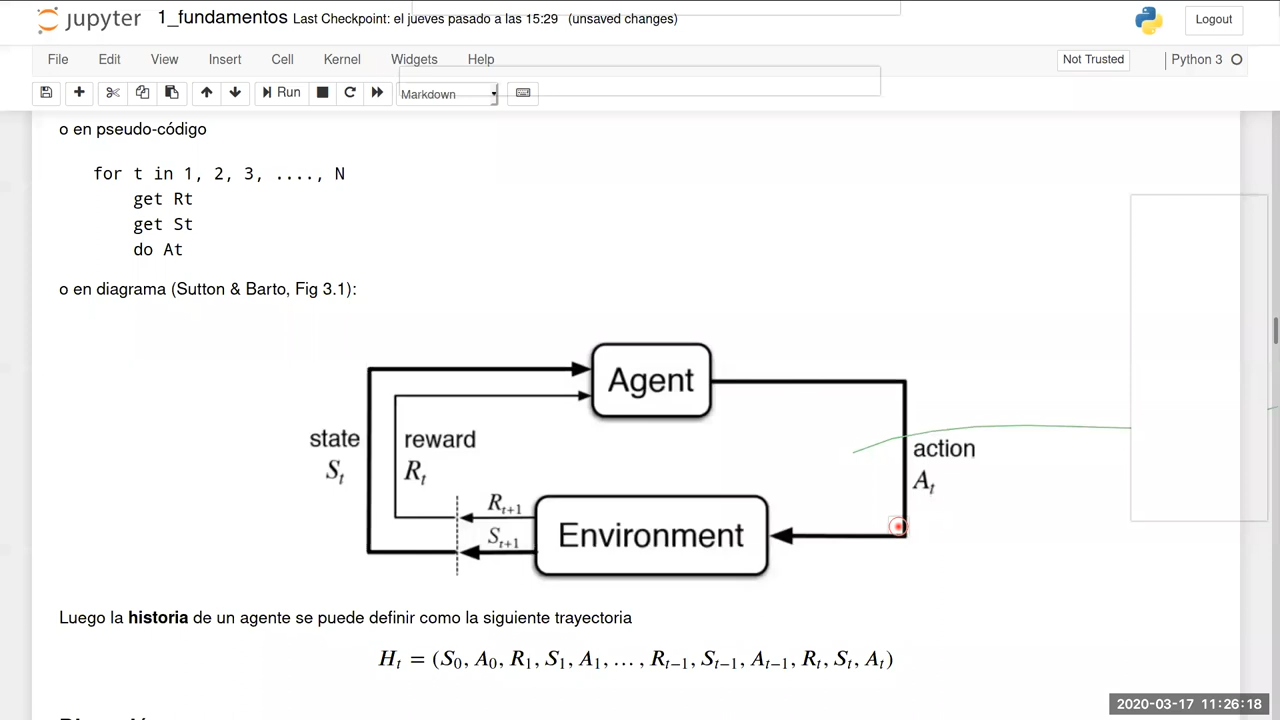 jupyter 1_fundamentos Last Checkpoint: el jueves pasado a las 15:29 (unsaved changes) Logout
File Edit View Insert Cell Kernel Widgets Help Not Trusted Python 3
Run Markdown
o en pseudo-código
for t in 1, 2, 3, ...., N
get Rt
get St
do At
o en diagrama (Sutton & Barto, Fig 3.1):
Agent
state reward action
S_t R_t A_t
R_{t+1}
S_{t+1}
Environment
Luego la historia de un agente se puede definir como la siguiente trayectoria
H_t = (S_0, A_0, R_1, S_1, A_1, …, R_{t−1}, S_{t−1}, A_{t−1}, R_t, S_t, A_t)
2020-03-17 11:26:18